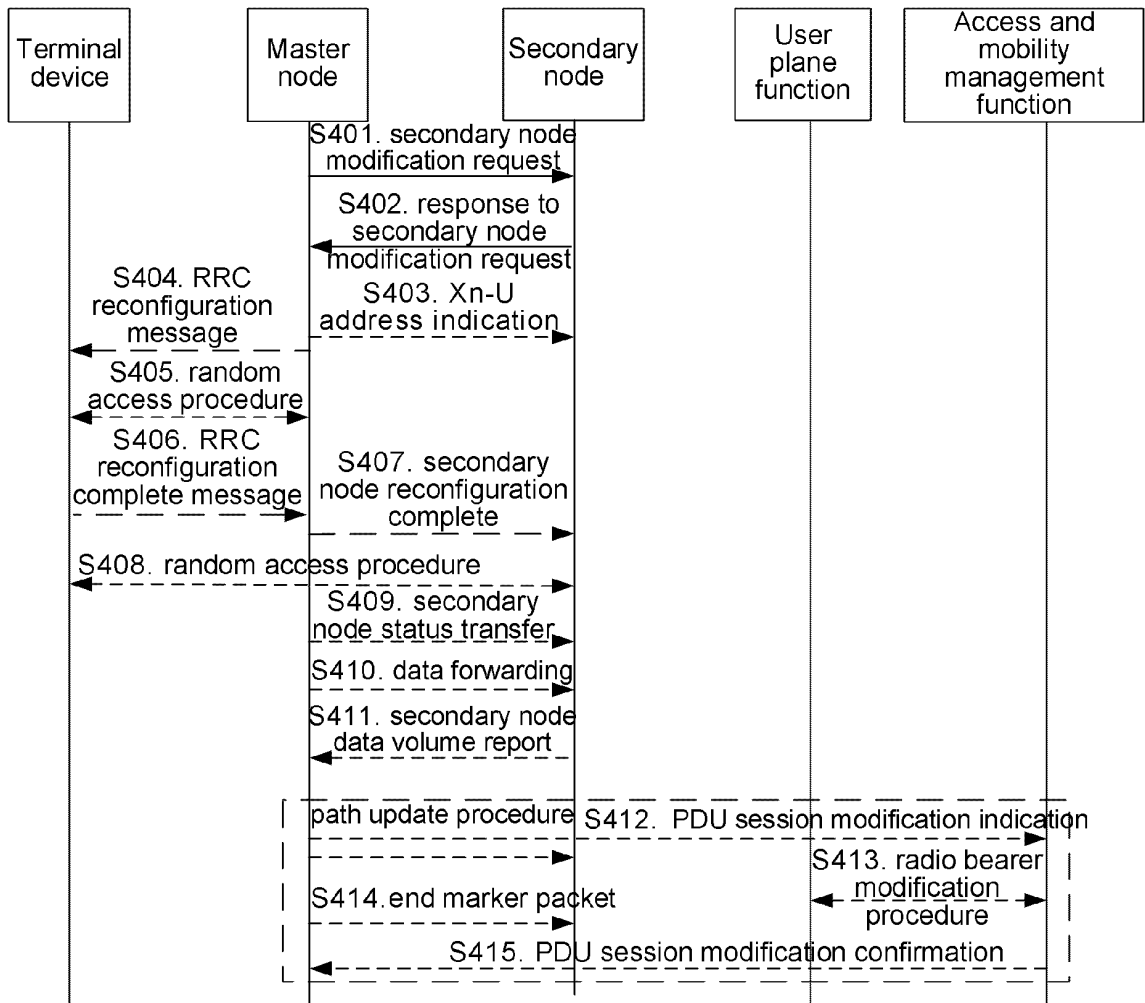 Terminal
device
Master
node
Secondary
node
User
plane
function
Access and
mobility
management
function
S401. secondary node
modification request
S402. response to
secondary node
modification request
S404. RRC
reconfiguration
message
S403. Xn-U
address indication
S405. random
access procedure
S406. RRC
reconfiguration
complete message
S407. secondary
node reconfiguration
complete
S408. random access procedure
S409. secondary
node status transfer
S410. data forwarding
S411. secondary node
data volume report
path update procedure
S412. PDU session modification indication
S413. radio bearer
modification
procedure
S414.end marker packet
S415. PDU session modification confirmation